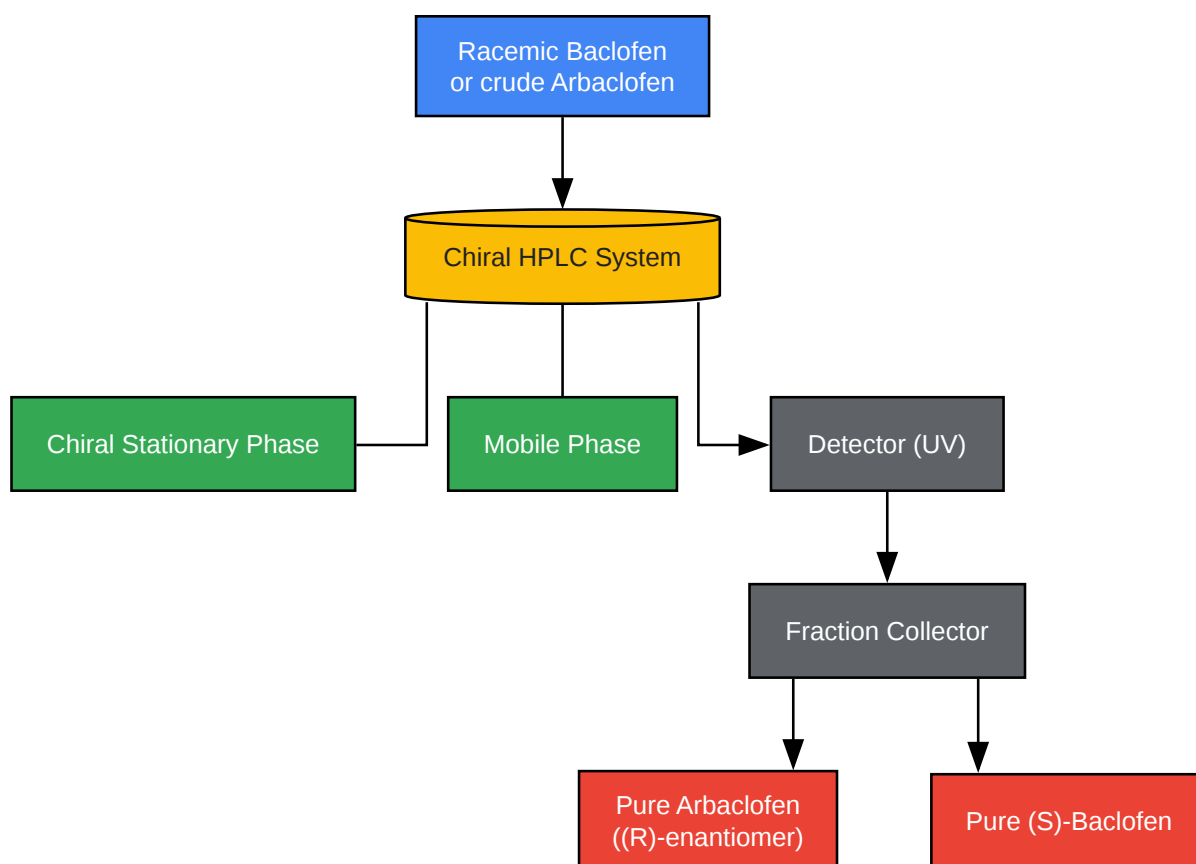 Racemic Baclofen
or crude Arbaclofen
Chiral HPLC System
Chiral Stationary Phase
Mobile Phase
Detector (UV)
Fraction Collector
Pure Arbaclofen
((R)-enantiomer)
Pure (S)-Baclofen